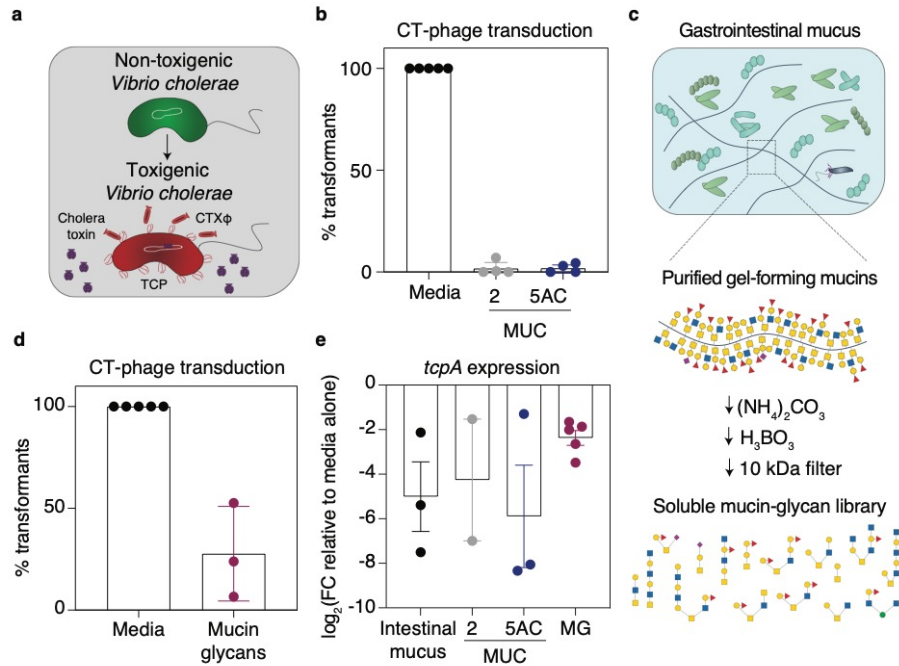 a
Non-toxigenic
Vibrio cholerae
Toxigenic
Vibrio cholerae
Cholera
toxin
CTXφ
TCP
b
CT-phage transduction
% transformants
100
50
0
Media
2
5AC
MUC
c
Gastrointestinal mucus
Purified gel-forming mucins
↓ (NH₄)₂CO₃
↓ H₃BO₃
↓ 10 kDa filter
Soluble mucin-glycan library
d
CT-phage transduction
% transformants
100
50
0
Media
Mucin
glycans
e
tcpA expression
log₂(FC relative to media alone)
0
-2
-4
-6
-8
-10
Intestinal
mucus
2
5AC
MUC
MG